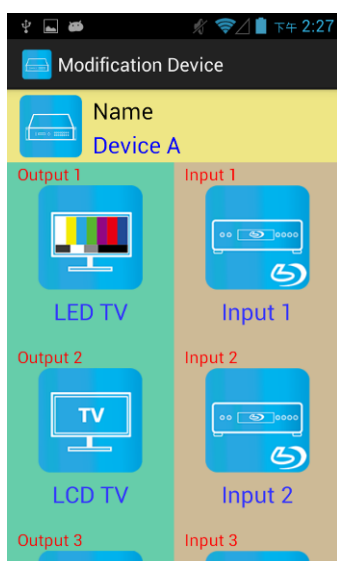 下午 2:27
Modification Device
Name
Device A
Output 1
Input 1
LED TV
Input 1
Output 2
Input 2
TV
LCD TV
Input 2
Output 3
Input 3